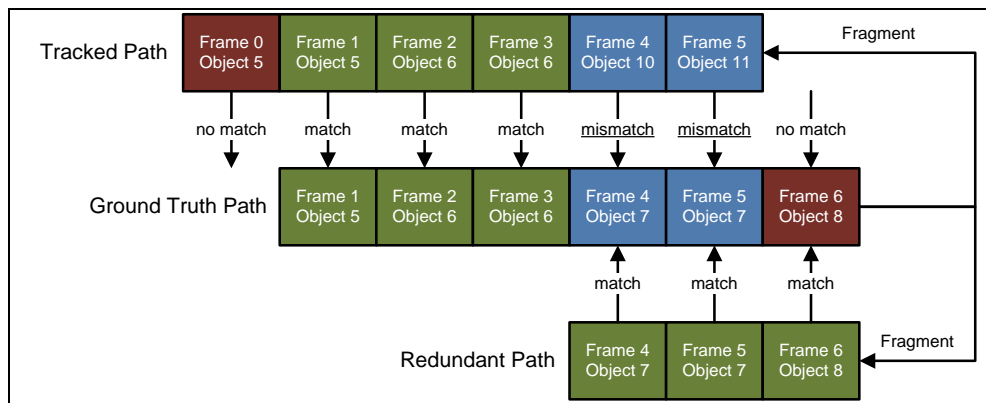 Tracked Path
Frame 0
Object 5
Frame 1
Object 5
Frame 2
Object 6
Frame 3
Object 6
Frame 4
Object 10
Frame 5
Object 11
Fragment
no match
match
match
match
mismatch
mismatch
no match
Ground Truth Path
Frame 1
Object 5
Frame 2
Object 6
Frame 3
Object 6
Frame 4
Object 7
Frame 5
Object 7
Frame 6
Object 8
match
match
match
Redundant Path
Frame 4
Object 7
Frame 5
Object 7
Frame 6
Object 8
Fragment